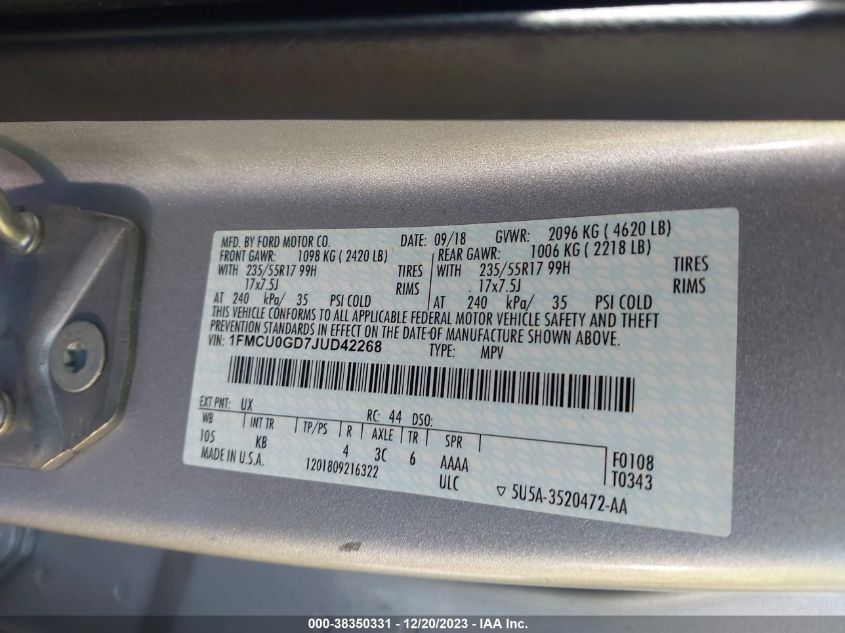 MFD. BY FORD MOTOR CO. DATE: 09/18 GVWR: 2096 KG ( 4620 LB)
FRONT GAWR: 1098 KG ( 2420 LB) REAR GAWR: 1006 KG ( 2218 LB)
WITH 235/55R17 99H TIRES WITH 235/55R17 99H TIRES
17x7.5J RIMS 17x7.5J RIMS
AT 240 kPa/ 35 PSI COLD AT 240 kPa/ 35 PSI COLD
THIS VEHICLE CONFORMS TO ALL APPLICABLE FEDERAL MOTOR VEHICLE SAFETY AND THEFT
PREVENTION STANDARDS IN EFFECT ON THE DATE OF MANUFACTURE SHOWN ABOVE.
VIN: 1FMCU0GD7JUD42268 TYPE: MPV
EXT PNT: UX RC: 44 DSO:
WB INT TR TP/PS R AXLE TR SPR
105 KB 4 3C 6 AAAA F0108
MADE IN U.S.A. 1201809216322 ULC T0343
▽ 5U5A-3520472-AA
000-38350331 - 12/20/2023 - IAA Inc.